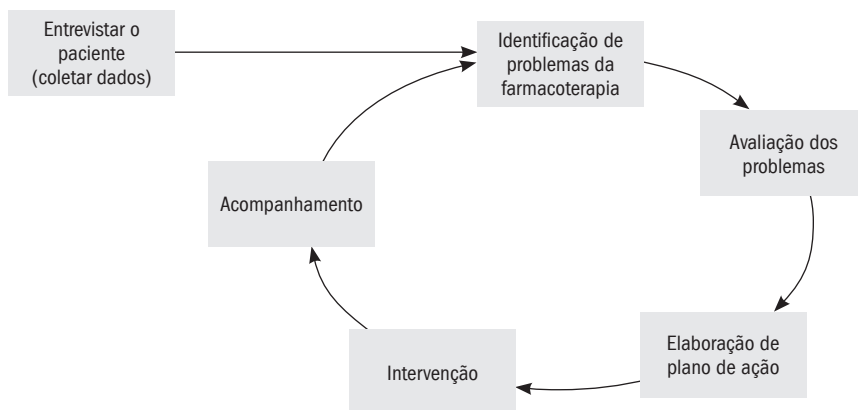 Entrevistar o
paciente
(coletar dados)
Identificação de
problemas da
farmacoterapia
Avaliação dos
problemas
Elaboração de
plano de ação
Intervenção
Acompanhamento